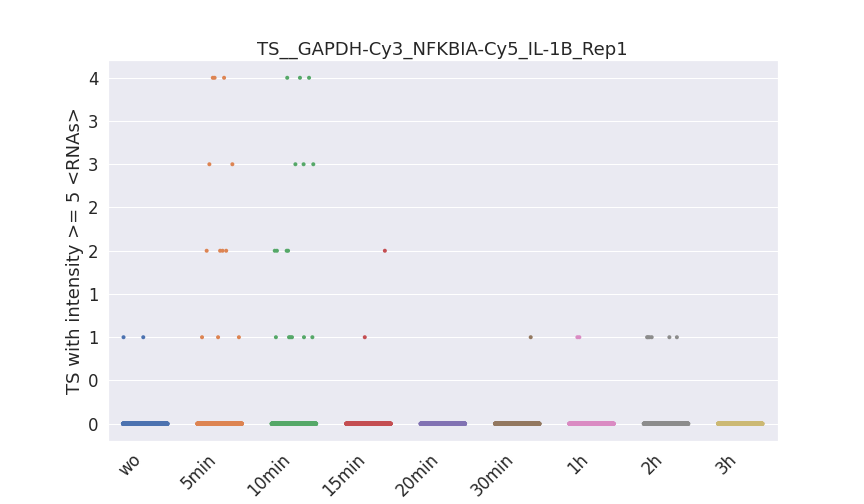 TS__GAPDH-Cy3_NFKBIA-Cy5_IL-1B_Rep1
TS with intensity >= 5 <RNAs>
4
3
3
2
2
1
1
0
0
wo
5min
10min
15min
20min
30min
1h
2h
3h